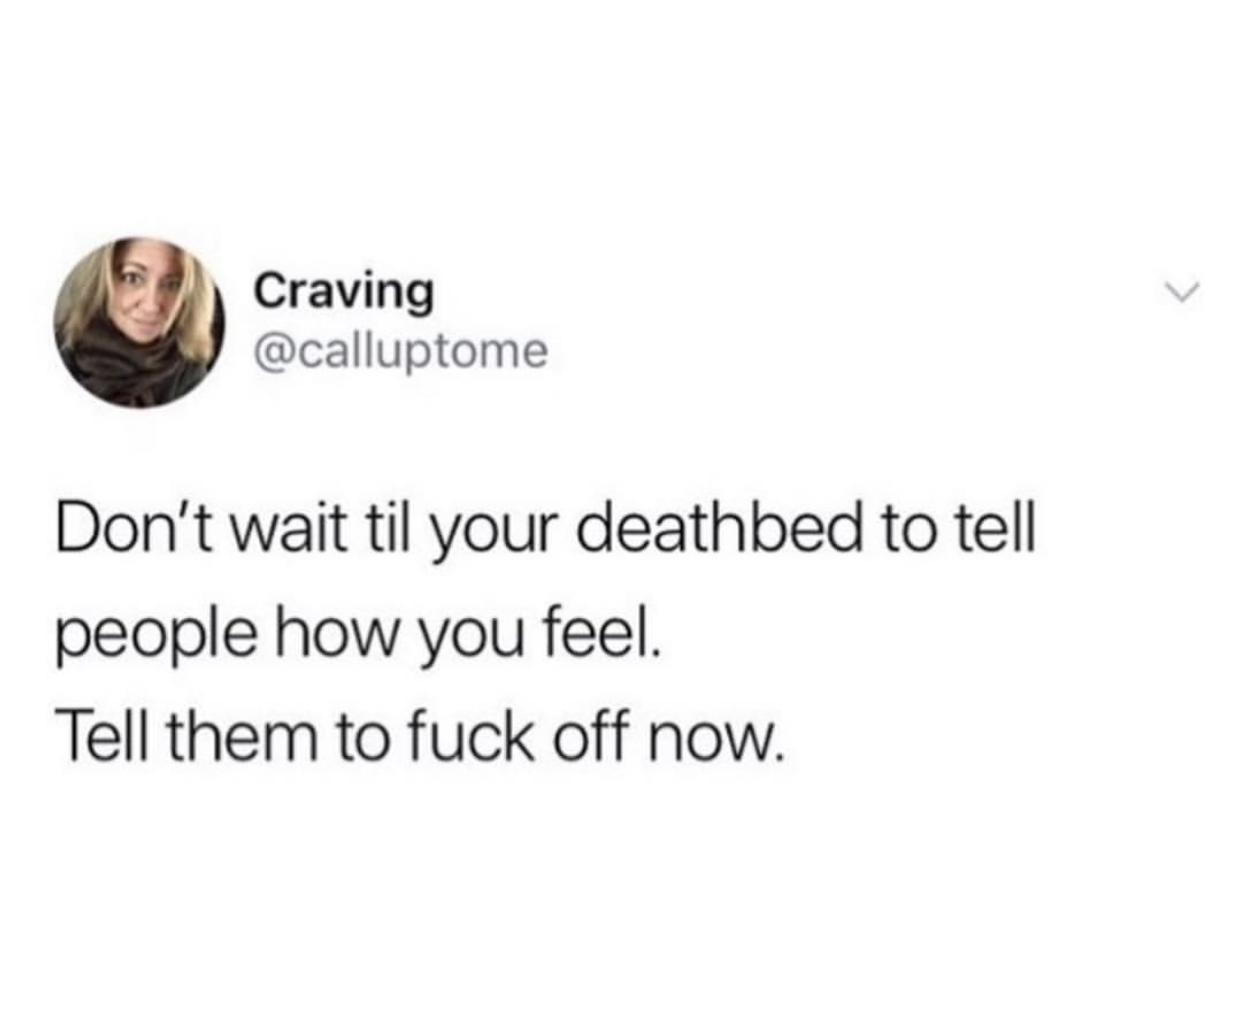 Craving
@calluptome
Don't wait til your deathbed to tell
people how you feel.
Tell them to fuck off now.